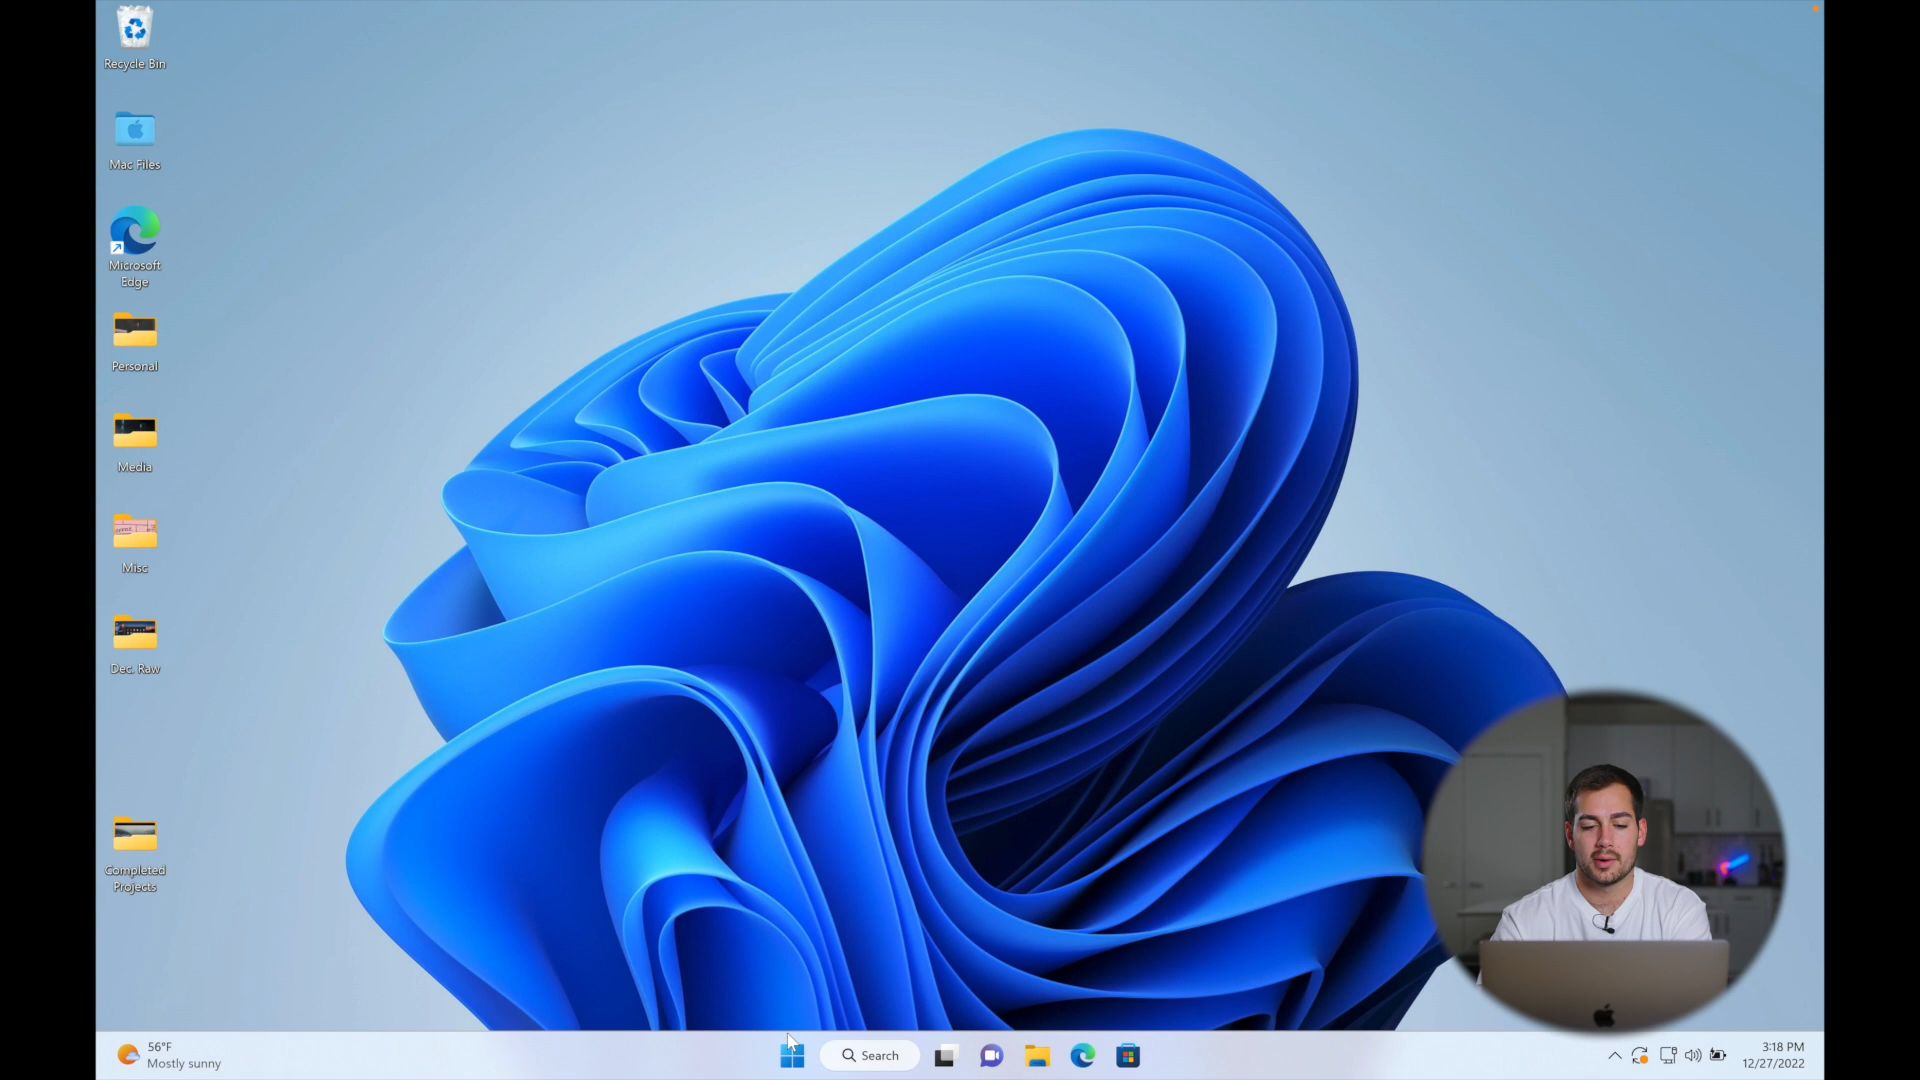 Recycle Bin
Mac Files
Microsoft
Edge
Personal
Media
Misc
Dec. Raw
Completed
Projects
56°F
Mostly sunny
Search
3:18 PM
12/27/2022